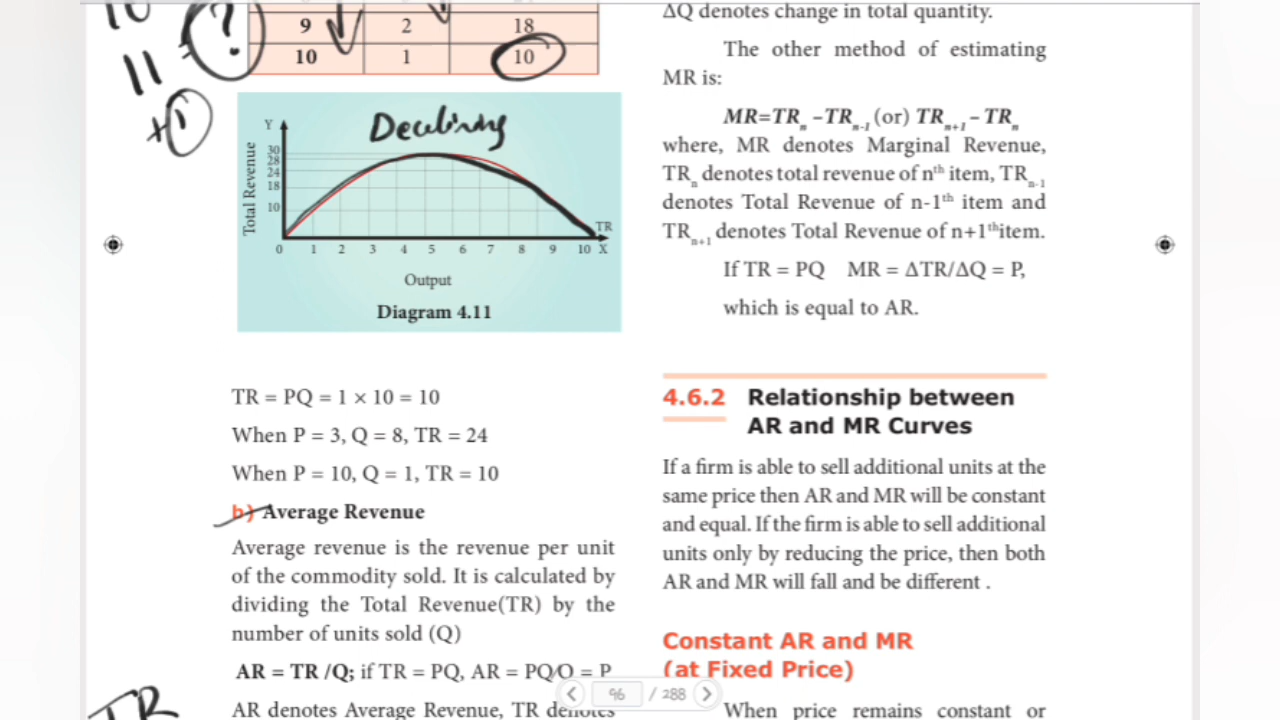 10
11
?
+1
9 2 18
10 1 10
Declining
Y
Total Revenue
30
28
24
18
10
TR
0 1 2 3 4 5 6 7 8 9 10 X
Output
Diagram 4.11
TR = PQ = 1 × 10 = 10
When P = 3, Q = 8, TR = 24
When P = 10, Q = 1, TR = 10
b) Average Revenue
Average revenue is the revenue per unit
of the commodity sold. It is calculated by
dividing the Total Revenue(TR) by the
number of units sold (Q)
AR = TR /Q; if TR = PQ, AR = PQ/Q = P
AR denotes Average Revenue, TR denotes
TR
ΔQ denotes change in total quantity.
The other method of estimating
MR is:
MR=TRn –TRn-1 (or) TRn+1 – TRn
where, MR denotes Marginal Revenue,
TRn denotes total revenue of nth item, TRn-1
denotes Total Revenue of n-1th item and
TRn+1 denotes Total Revenue of n+1th item.
If TR = PQ MR = ΔTR/ΔQ = P,
which is equal to AR.
4.6.2 Relationship between
AR and MR Curves
If a firm is able to sell additional units at the
same price then AR and MR will be constant
and equal. If the firm is able to sell additional
units only by reducing the price, then both
AR and MR will fall and be different .
Constant AR and MR
(at Fixed Price)
When price remains constant or
96 / 288